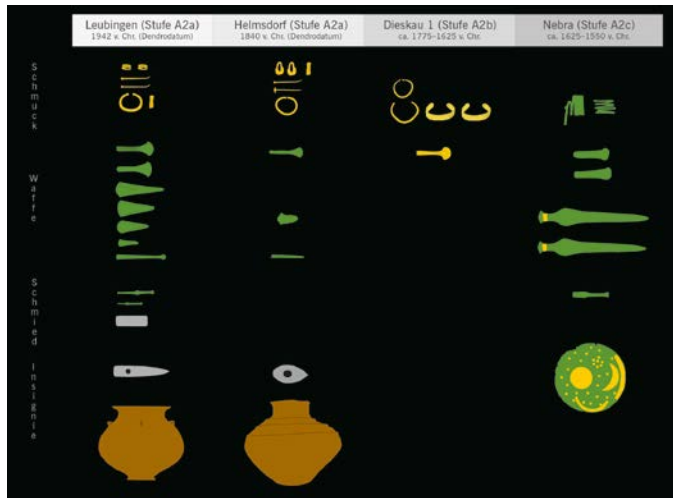 Leubingen (Stufe A2a)
1942 v. Chr. (Dendrodatum)
Helmsdorf (Stufe A2a)
1840 v. Chr. (Dendrodatum)
Dieskau 1 (Stufe A2b)
ca. 1775–1625 v. Chr.
Nebra (Stufe A2c)
ca. 1625–1550 v. Chr.
Schmuck
Waffe
Schmied
Insignia